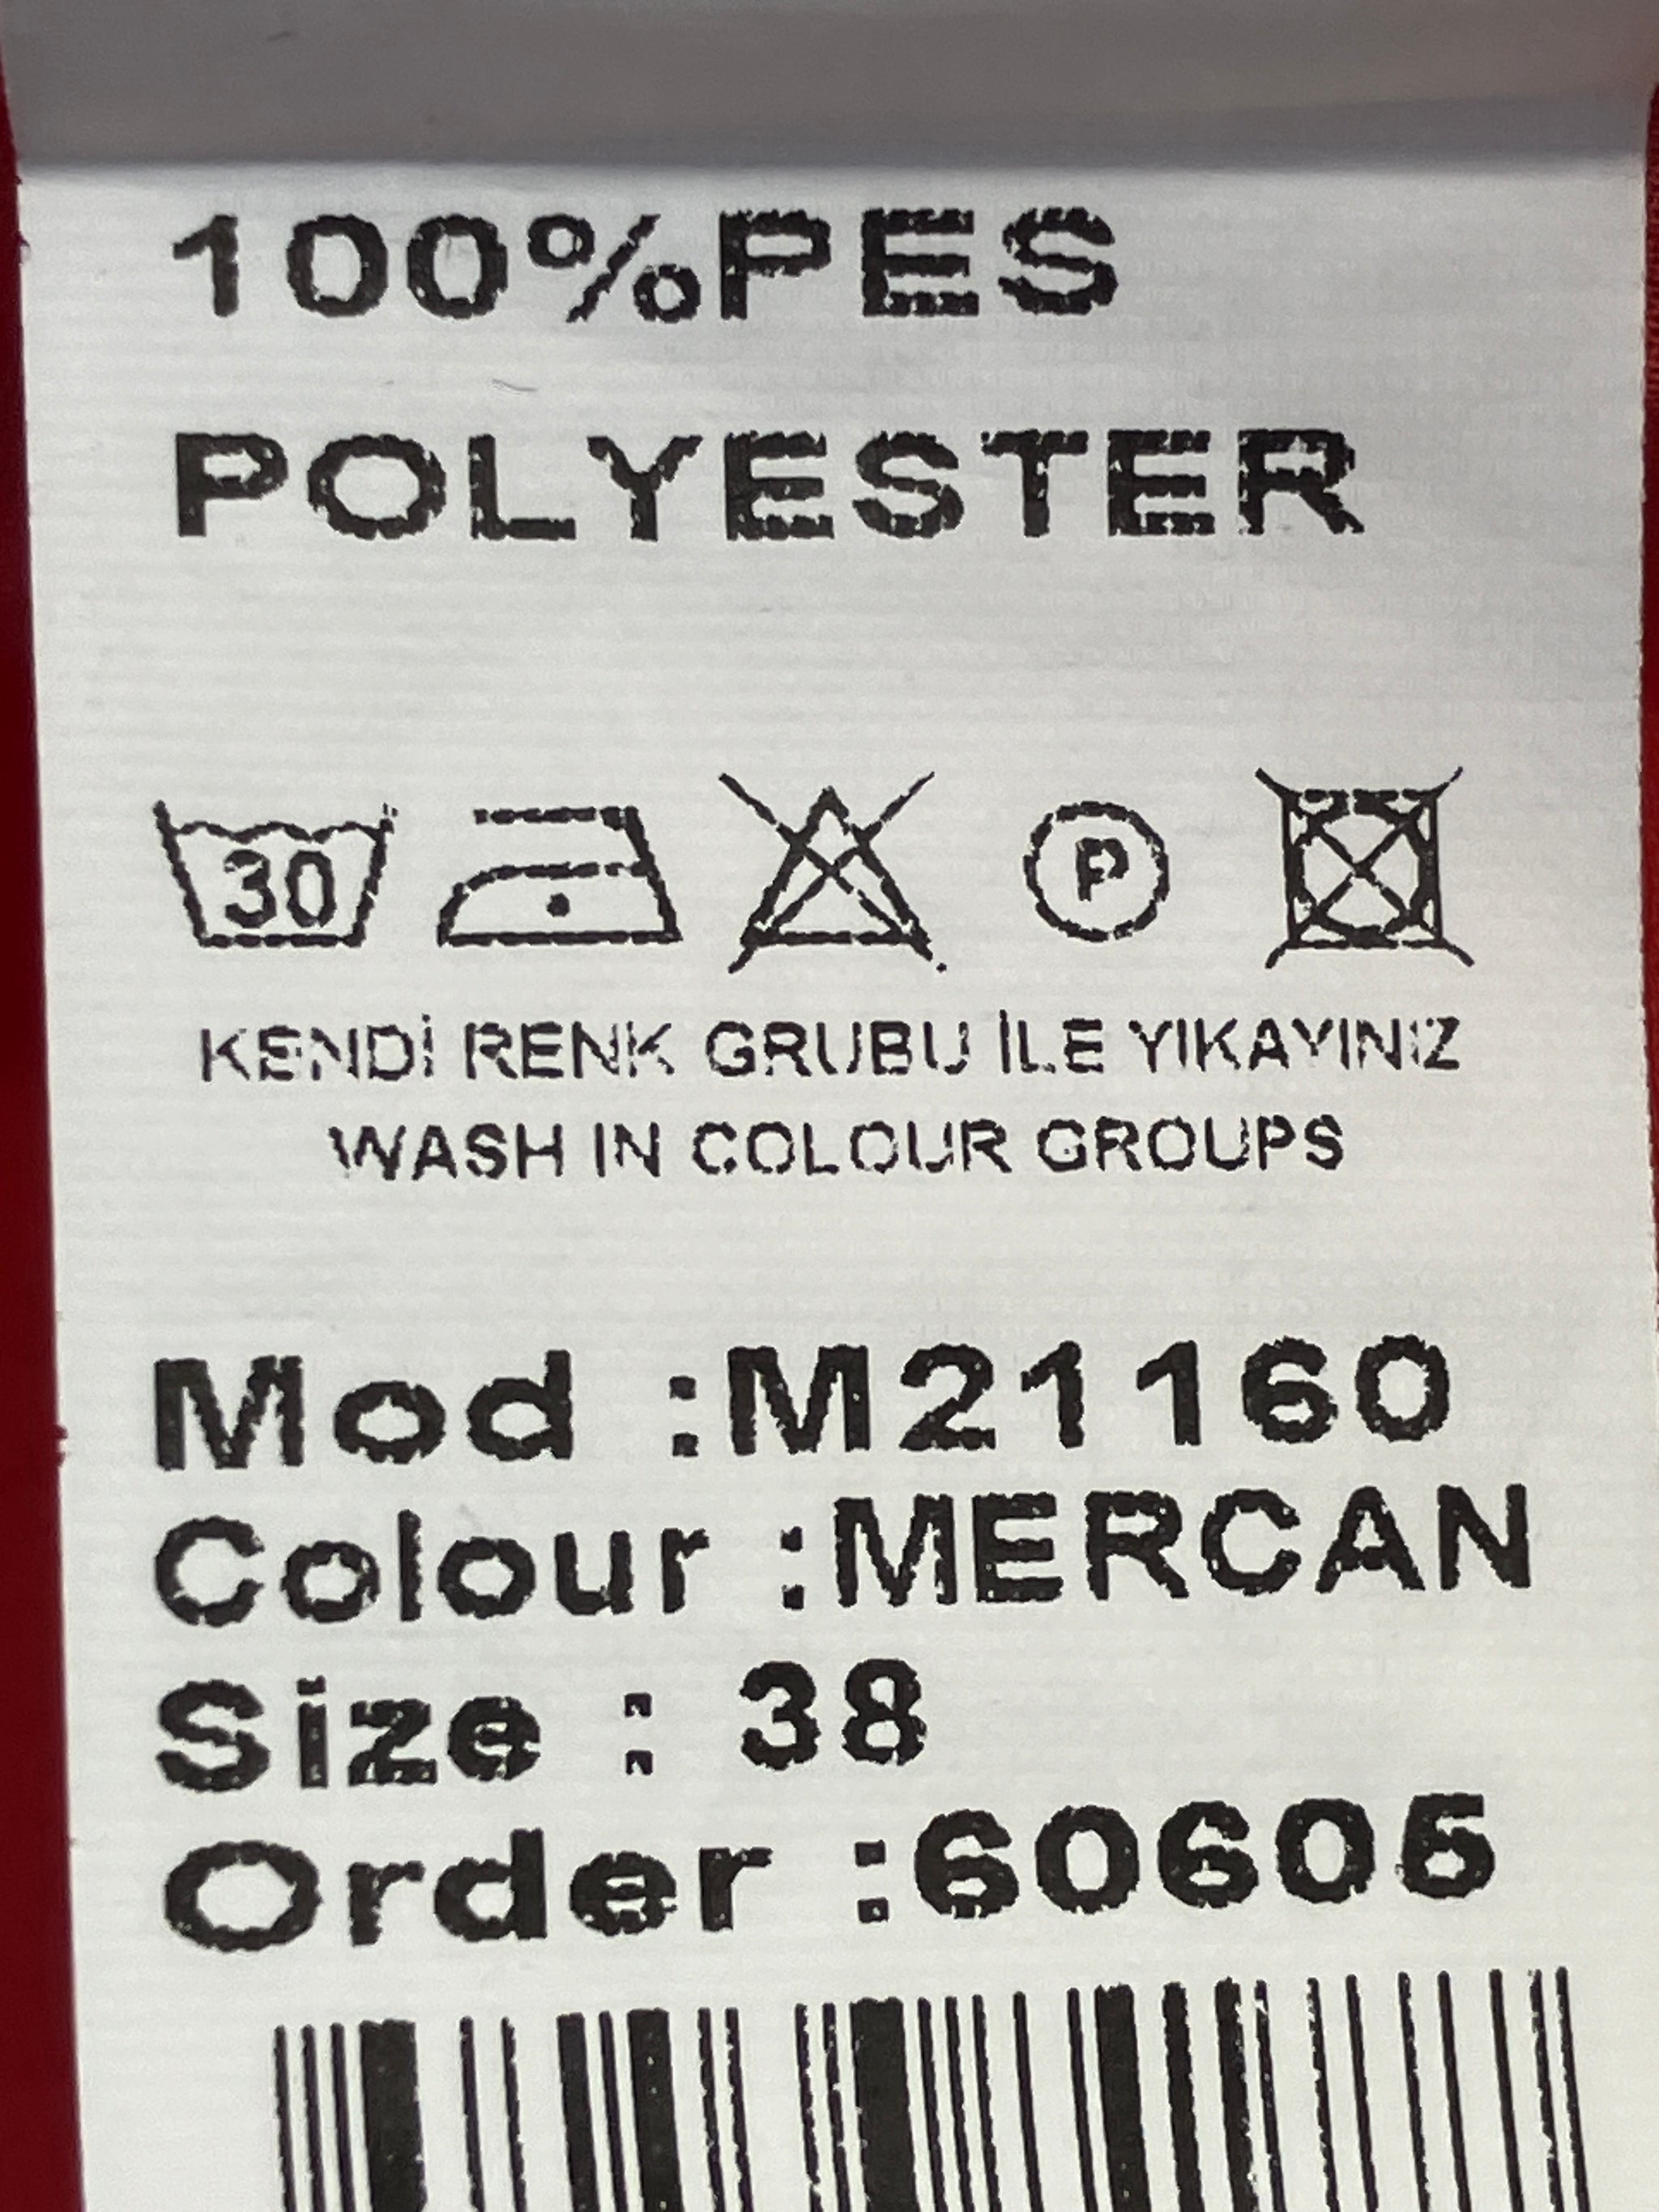 100%PES
POLYESTER
30 P
KENDİ RENK GRUBU İLE YIKAYINIZ
WASH IN COLOUR GROUPS
Mod :M21160
Colour :MERCAN
Size : 38
Order :60605